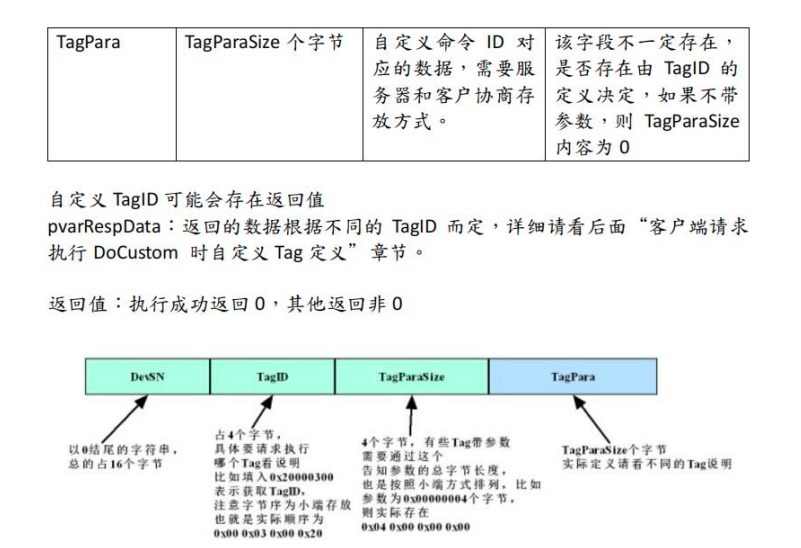 TagPara
TagParaSize 个字节
自定义命令 ID 对
应的数据，需要服
务器和客户协商存
放方式。
该字段不一定存在，
是否存在由 TagID 的
定义决定，如果不带
参数，则 TagParaSize
内容为 0
自定义 TagID 可能会存在返回值
pvarRespData：返回的数据根据不同的 TagID 而定，详细请看后面“客户端请求
执行 DoCustom 时自定义 Tag 定义”章节。
返回值：执行成功返回 0，其他返回非 0
DevSN
TagID
TagParaSize
TagPara
以0结尾的字符串，
总的占16个字节
占4个字节，
具体要请求执行
哪个Tag看说明
比如填入0x20000300
表示获取TagID，
注意字节序为小端存放
也就是实际顺序为
0x00 0x03 0x00 0x20
4个字节，有些Tag带参数
需要通过这个
告知参数的总字节长度，
也是按照小端方式排列，比如
参数为0x00000004个字节，
则实际存在
0x04 0x00 0x00 0x00
TagParaSize个字节
实际定义请看不同的Tag说明